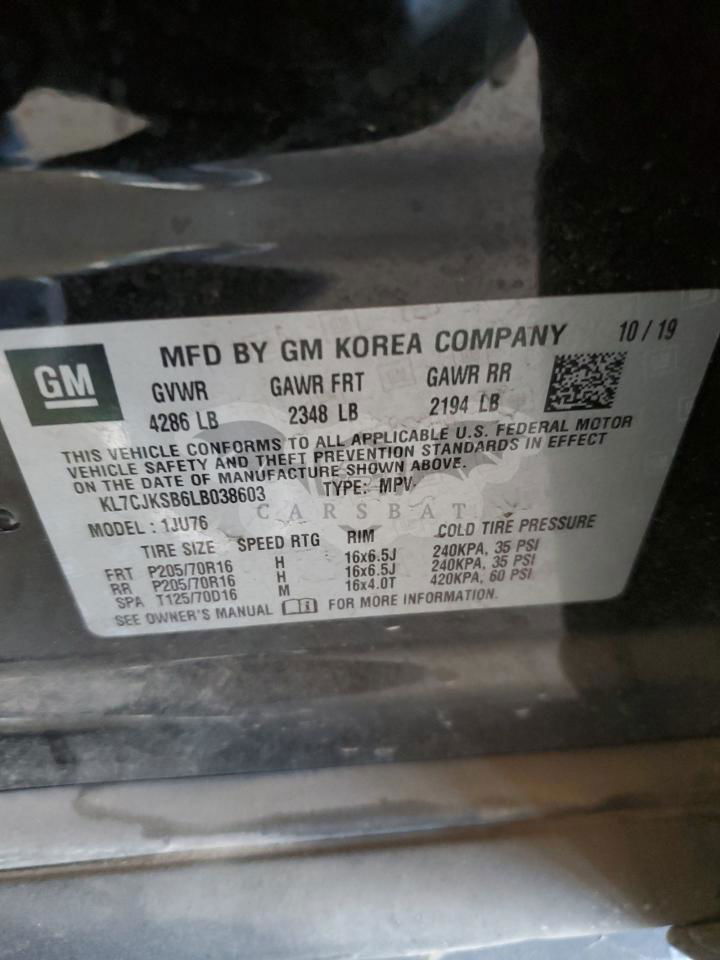 MFD BY GM KOREA COMPANY 10 / 19
GM
GVWR GAWR FRT GAWR RR
4286 LB 2348 LB 2194 LB
THIS VEHICLE CONFORMS TO ALL APPLICABLE U.S. FEDERAL MOTOR
VEHICLE SAFETY AND THEFT PREVENTION STANDARDS IN EFFECT
ON THE DATE OF MANUFACTURE SHOWN ABOVE.
KL7CJKSB6LB038603 TYPE: MPV
CARSBAT
MODEL : 1JU76
TIRE SIZE SPEED RTG RIM COLD TIRE PRESSURE
FRT P205/70R16 H 16x6.5J 240KPA, 35 PSI
RR P205/70R16 H 16x6.5J 240KPA, 35 PSI
SPA T125/70D16 M 16x4.0T 420KPA, 60 PSI
SEE OWNER'S MANUAL i FOR MORE INFORMATION.